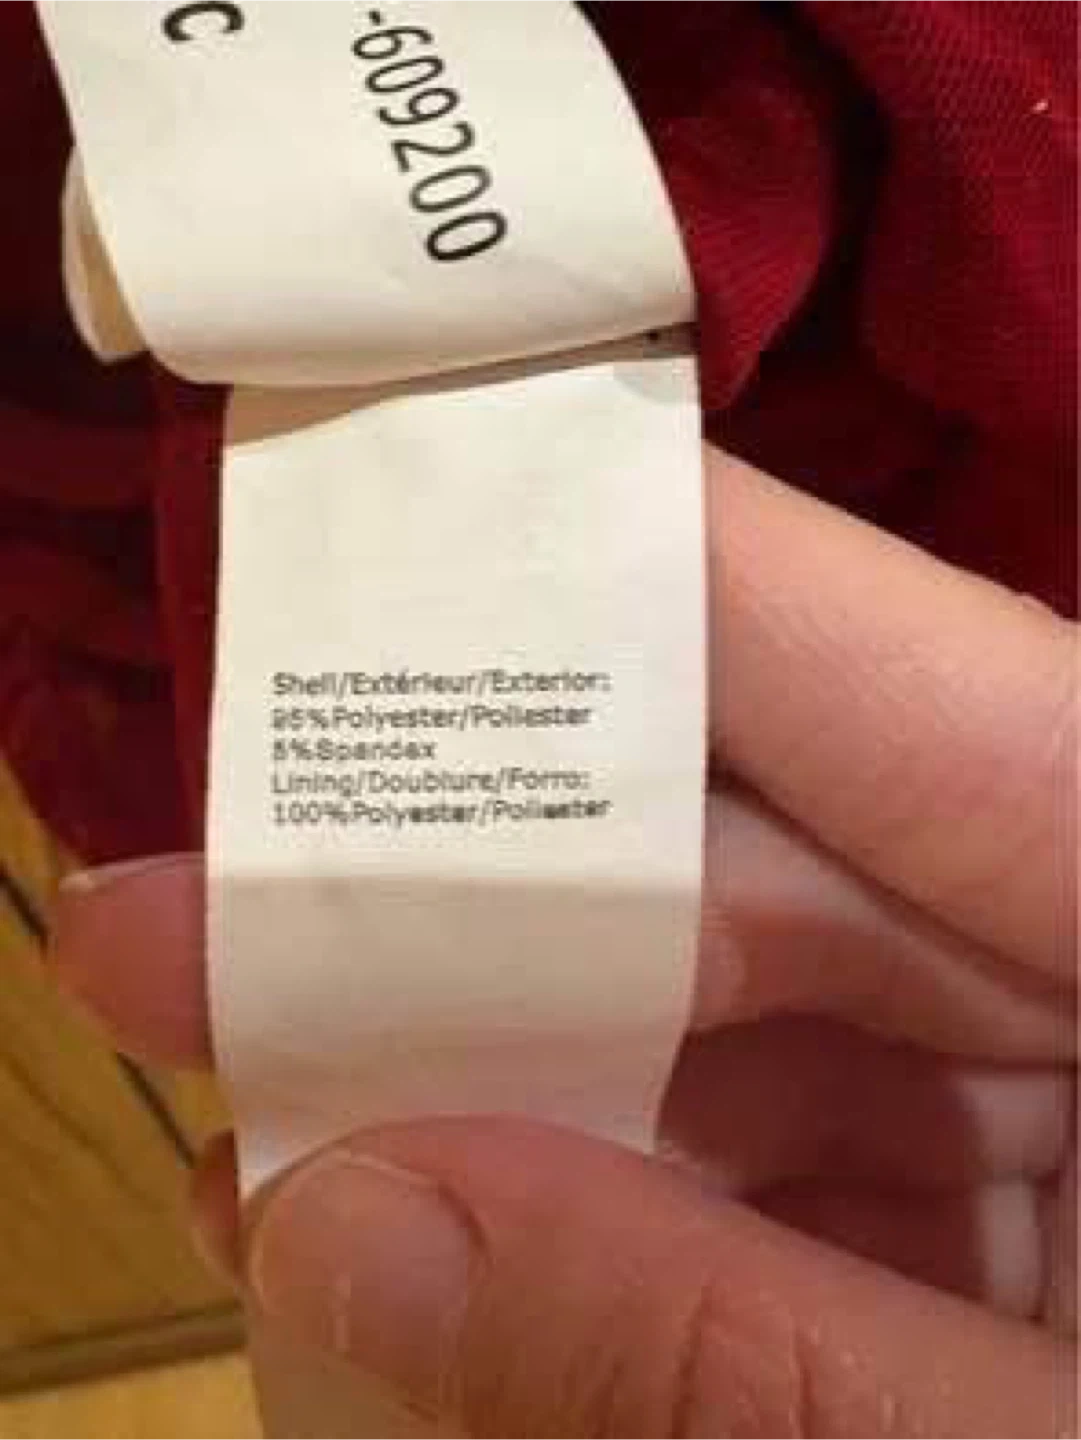 C
-609200
Shell/Extérieur/Exterior:
95%Polyester/Poliester
5%Spandex
Lining/Doublure/Forro:
100%Polyester/Poliester